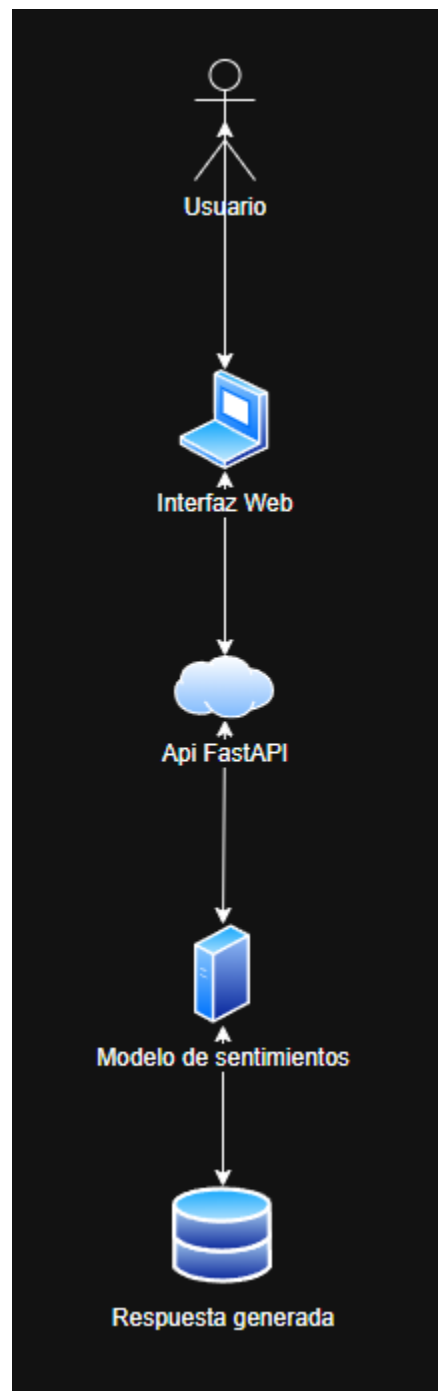 Usuario
Interfaz Web
Api FastAPI
Modelo de sentimientos
Respuesta generada